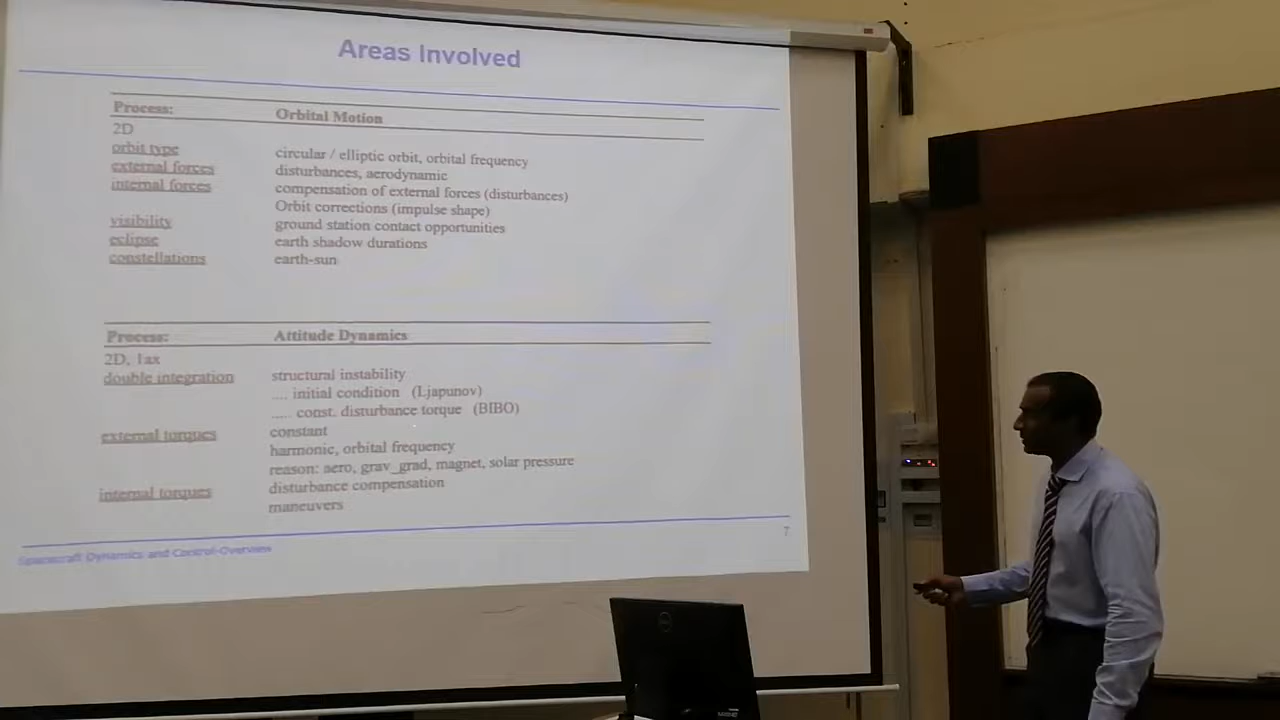 Areas Involved
Process: Orbital Motion
2D
orbit type circular / elliptic orbit, orbital frequency
external forces disturbances, aerodynamic
internal forces compensation of external forces (disturbances)
Orbit corrections (impulse shape)
visibility ground station contact opportunities
eclipse earth shadow durations
constellations earth-sun
Process: Attitude Dynamics
2D, 1ax
double integration structural instability
.... initial condition (Ljapunov)
..... const. disturbance torque (BIBO)
external torques constant
harmonic, orbital frequency
reason: aero, grav_grad, magnet, solar pressure
internal torques disturbance compensation
maneuvers
Spacecraft Dynamics and Control-Overview
7
DELL